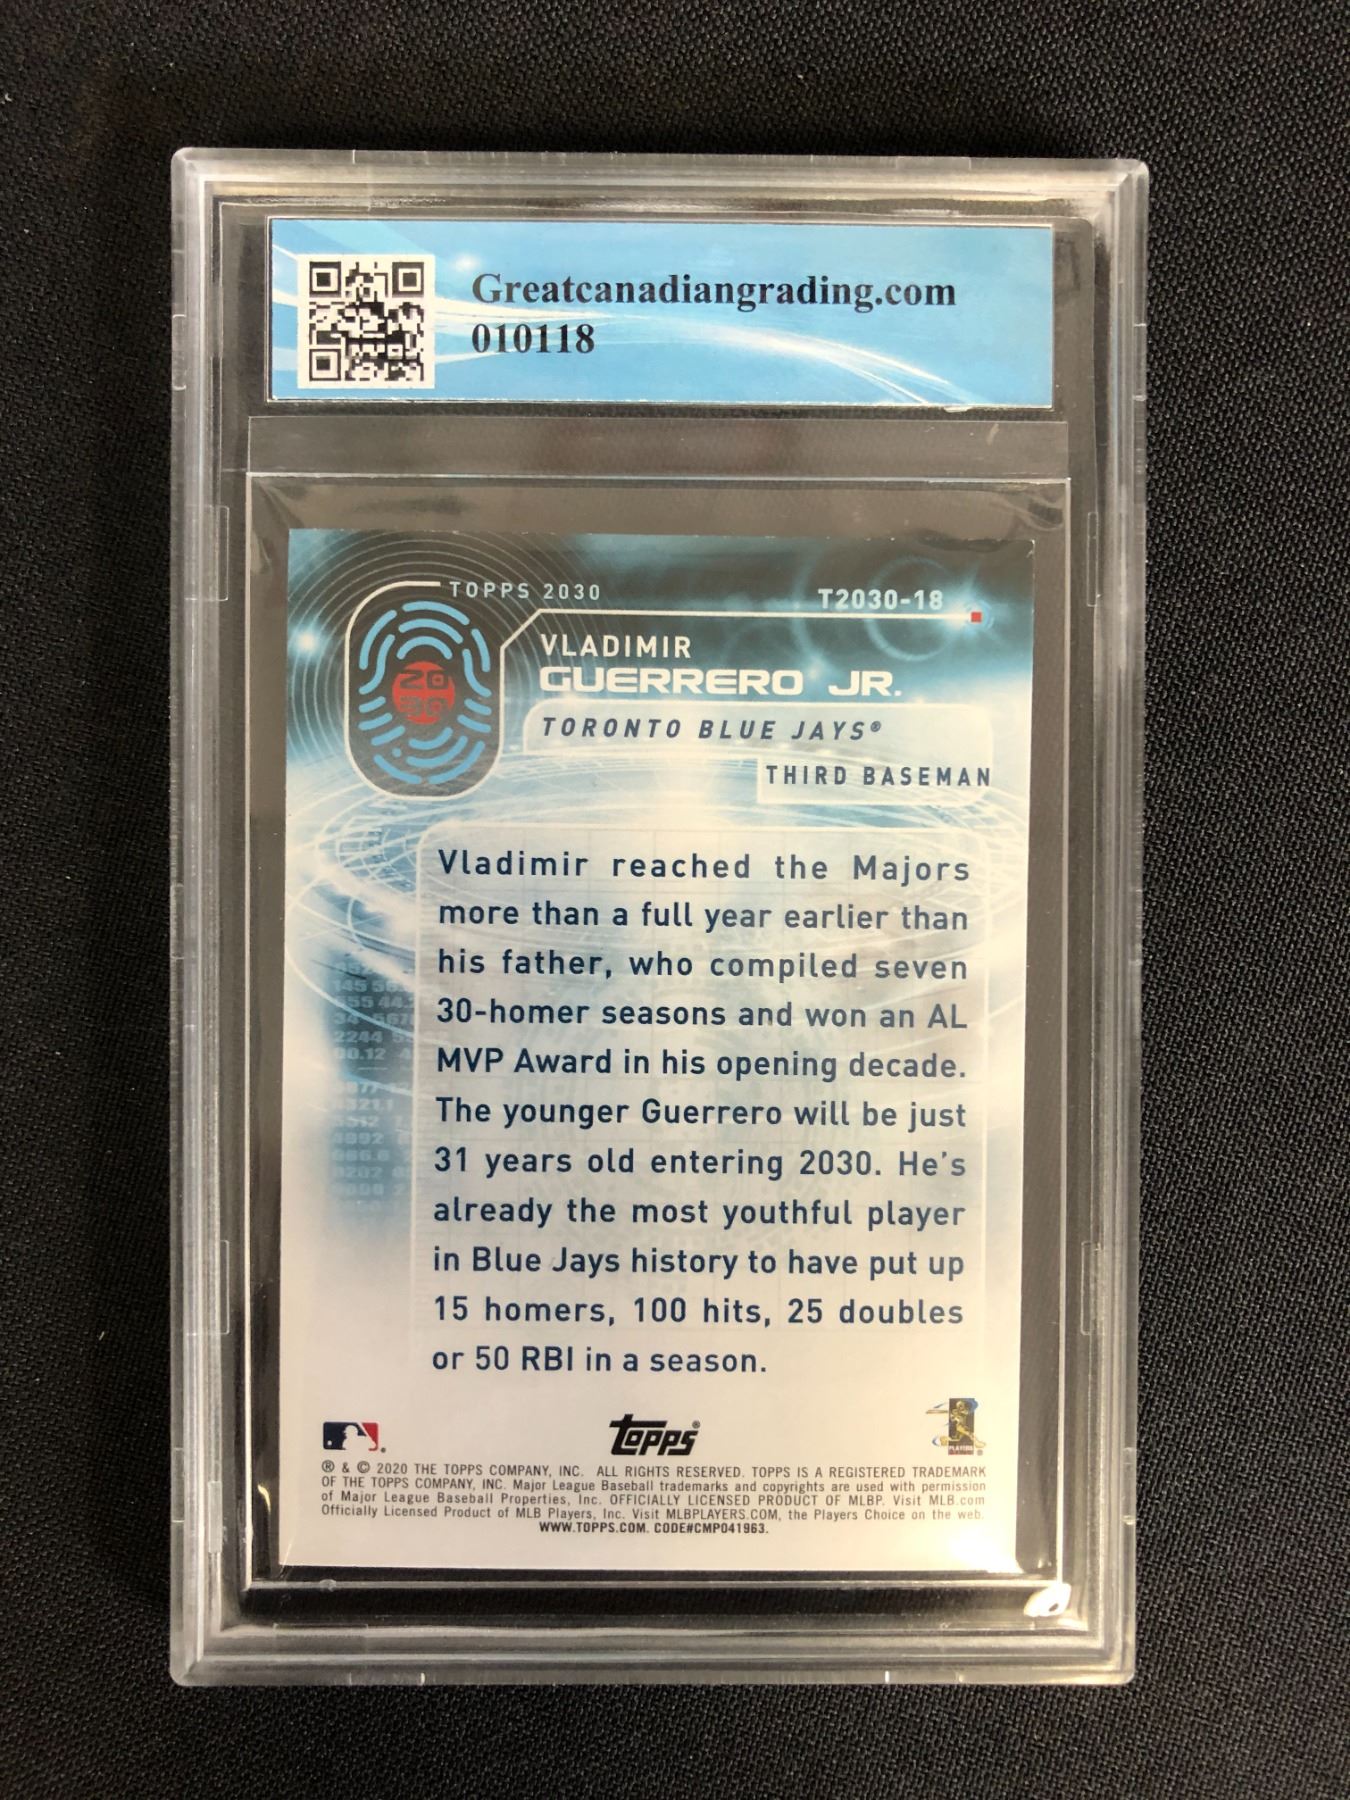 Greatcanadiangrading.com
010118
TOPPS 2030
T2030-18
2030
VLADIMIR
GUERRERO JR.
TORONTO BLUE JAYS®
THIRD BASEMAN
Vladimir reached the Majors
more than a full year earlier than
his father, who compiled seven
30-homer seasons and won an AL
MVP Award in his opening decade.
The younger Guerrero will be just
31 years old entering 2030. He's
already the most youthful player
in Blue Jays history to have put up
15 homers, 100 hits, 25 doubles
or 50 RBI in a season.
topps®
PLAYERS
® & © 2020 THE TOPPS COMPANY, INC. ALL RIGHTS RESERVED. TOPPS IS A REGISTERED TRADEMARK
OF THE TOPPS COMPANY, INC. Major League Baseball trademarks and copyrights are used with permission
of Major League Baseball Properties, Inc. OFFICIALLY LICENSED PRODUCT OF MLBP. Visit MLB.com
Officially Licensed Product of MLB Players, Inc. Visit MLBPLAYERS.COM, the Players Choice on the web.
WWW.TOPPS.COM. CODE#CMP041963.